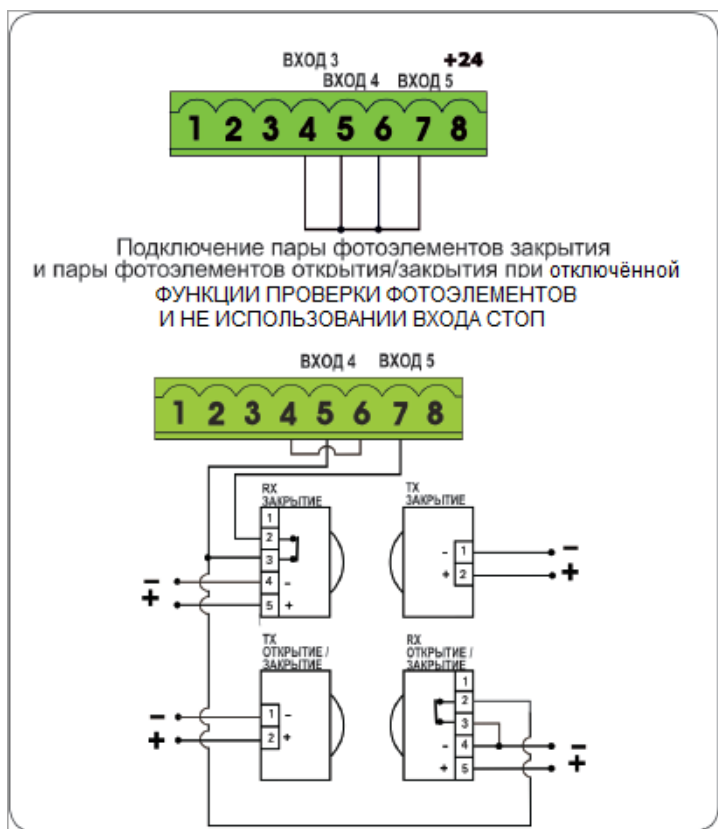 ВХОД 3 +24
ВХОД 4 ВХОД 5
1 2 3 4 5 6 7 8
Подключение пары фотоэлементов закрытия
и пары фотоэлементов открытия/закрытия при отключённой
ФУНКЦИИ ПРОВЕРКИ ФОТОЭЛЕМЕНТОВ
И НЕ ИСПОЛЬЗОВАНИИ ВХОДА СТОП
ВХОД 4 ВХОД 5
1 2 3 4 5 6 7 8
RX
ЗАКРЫТИЕ
1
2
3
4 -
5 +
-
+
TX
ЗАКРЫТИЕ
- 1 -
+ 2 +
TX
ОТКРЫТИЕ /
ЗАКРЫТИЕ
- 1 -
+ 2 +
RX
ОТКРЫТИЕ /
ЗАКРЫТИЕ
1
2
3
- 4 -
+ 5 +